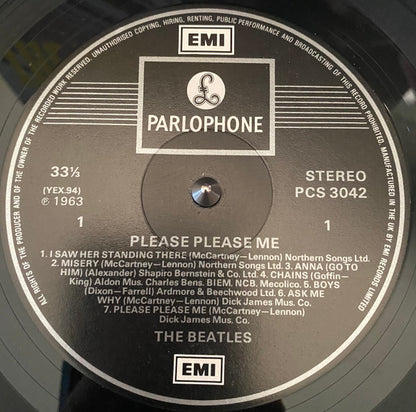 ALL RIGHTS OF THE PRODUCER AND OF THE OWNER OF THE RECORDED WORK RESERVED. UNAUTHORISED COPYING, HIRING, RENTING, PUBLIC PERFORMANCE AND BROADCASTING OF THIS RECORD PROHIBITED. MANUFACTURED IN THE UK BY EMI RECORDS LIMITED
EMI
£
PARLOPHONE
33⅓
(YEX.94)
℗ 1963
1
STEREO
PCS 3042
1
PLEASE PLEASE ME
1. I SAW HER STANDING THERE (McCartney—Lennon) Northern Songs Ltd.
2. MISERY (McCartney—Lennon) Northern Songs Ltd. 3. ANNA (GO TO
HIM) (Alexander) Shapiro Bernstein & Co. Ltd. 4. CHAINS (Goffin-
King) Aldon Mus. Charles Bens. BIEM. NCB. Mecolico. 5. BOYS
(Dixon—Farrell) Ardmore & Beechwood Ltd. 6. ASK ME
WHY (McCartney—Lennon) Dick James Mus. Co.
7. PLEASE PLEASE ME (McCartney—Lennon)
Dick James Mus. Co.
THE BEATLES
EMI